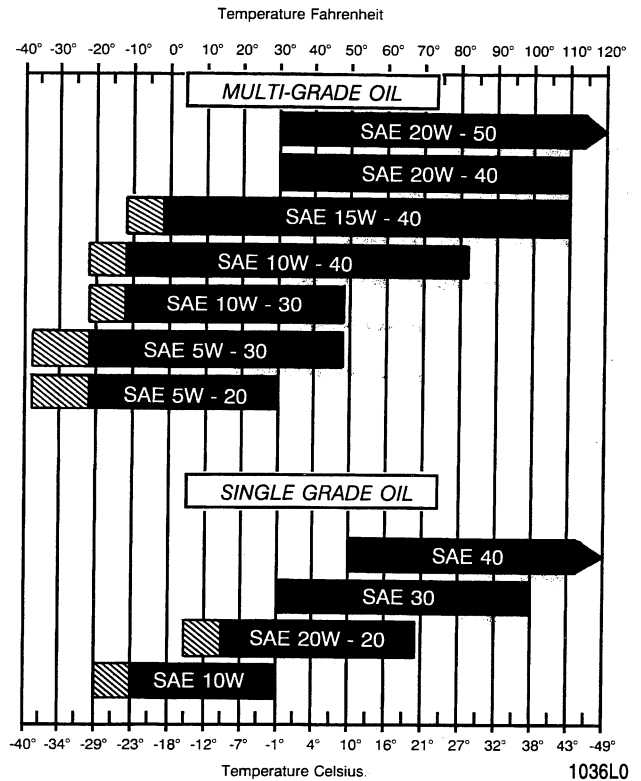 Temperature Fahrenheit
-40° -30° -20° -10° 0° 10° 20° 30° 40° 50° 60° 70° 80° 90° 100° 110° 120°
MULTI-GRADE OIL
SAE 20W - 50
SAE 20W - 40
SAE 15W - 40
SAE 10W - 40
SAE 10W - 30
SAE 5W - 30
SAE 5W - 20
SINGLE GRADE OIL
SAE 40
SAE 30
SAE 20W - 20
SAE 10W
-40° -34° -29° -23° -18° -12° -7° -1° 4° 10° 16° 21° 27° 32° 38° 43° -49°
Temperature Celsius.
1036L0